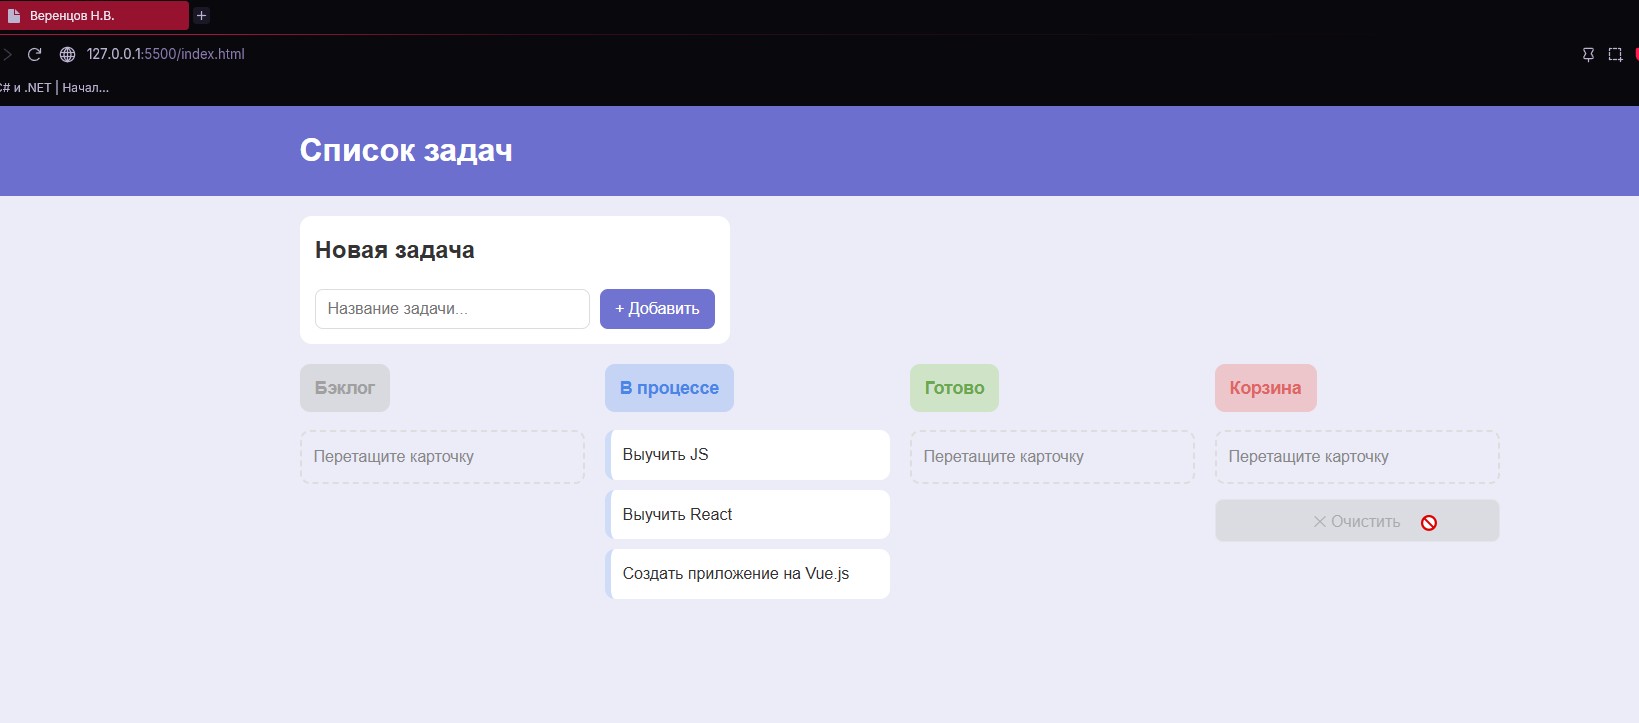 Веренцов Н.В.
127.0.0.1:5500/index.html
C# и .NET | Начал...
Список задач
Новая задача
Название задачи...
+ Добавить
Бэклог
В процессе
Готово
Корзина
Перетащите карточку
Выучить JS
Перетащите карточку
Перетащите карточку
Выучить React
Очистить
Создать приложение на Vue.js